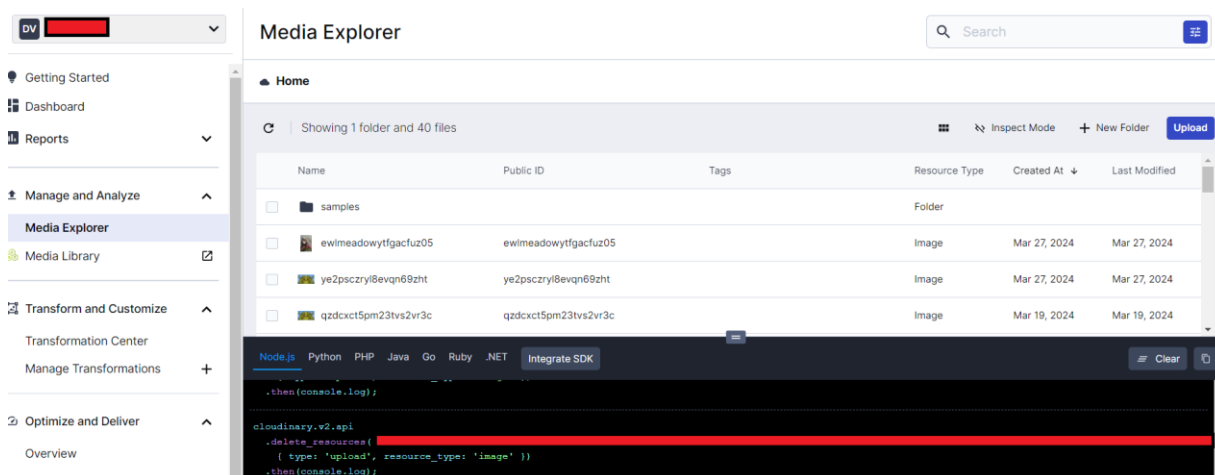 DV
Media Explorer
Search
Getting Started
Home
Dashboard
Reports
Showing 1 folder and 40 files
Inspect Mode
New Folder
Upload
Name Public ID Tags Resource Type Created At Last Modified
Manage and Analyze
samples Folder
Media Explorer
ewlmeadowytfgacfuz05 ewlmeadowytfgacfuz05 Image Mar 27, 2024 Mar 27, 2024
Media Library
ye2psczryl8evqn69zht ye2psczryl8evqn69zht Image Mar 27, 2024 Mar 27, 2024
Transform and Customize
qzdcxct5pm23tvs2vr3c qzdcxct5pm23tvs2vr3c Image Mar 19, 2024 Mar 19, 2024
Transformation Center
Manage Transformations
Node.js Python PHP Java Go Ruby .NET Integrate SDK Clear
.then(console.log);
Optimize and Deliver
cloudinary.v2.api
.delete_resources(
Overview
{ type: 'upload', resource_type: 'image' })
.then(console.log);